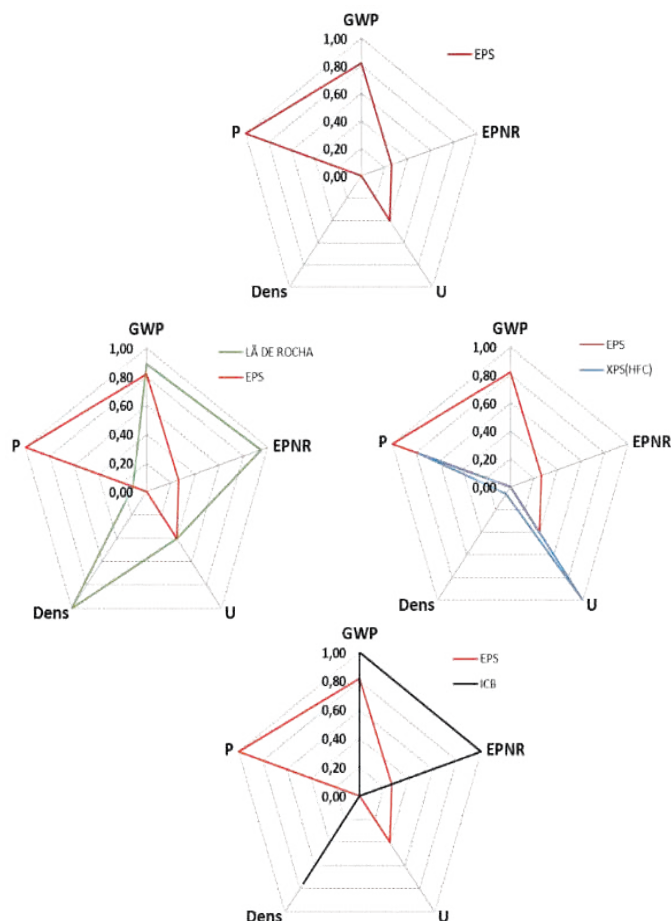 GWP
1,00
0,80
0,60
0,40
0,20
0,00
EPS
P
EPNR
Dens
U
GWP
1,00
0,80
0,60
0,40
0,20
0,00
LÃ DE ROCHA
EPS
P
EPNR
Dens
U
GWP
1,00
0,80
0,60
0,40
0,20
0,00
EPS
XPS(HFC)
P
EPNR
Dens
U
GWP
1,00
0,80
0,60
0,40
0,20
0,00
EPS
ICB
P
EPNR
Dens
U